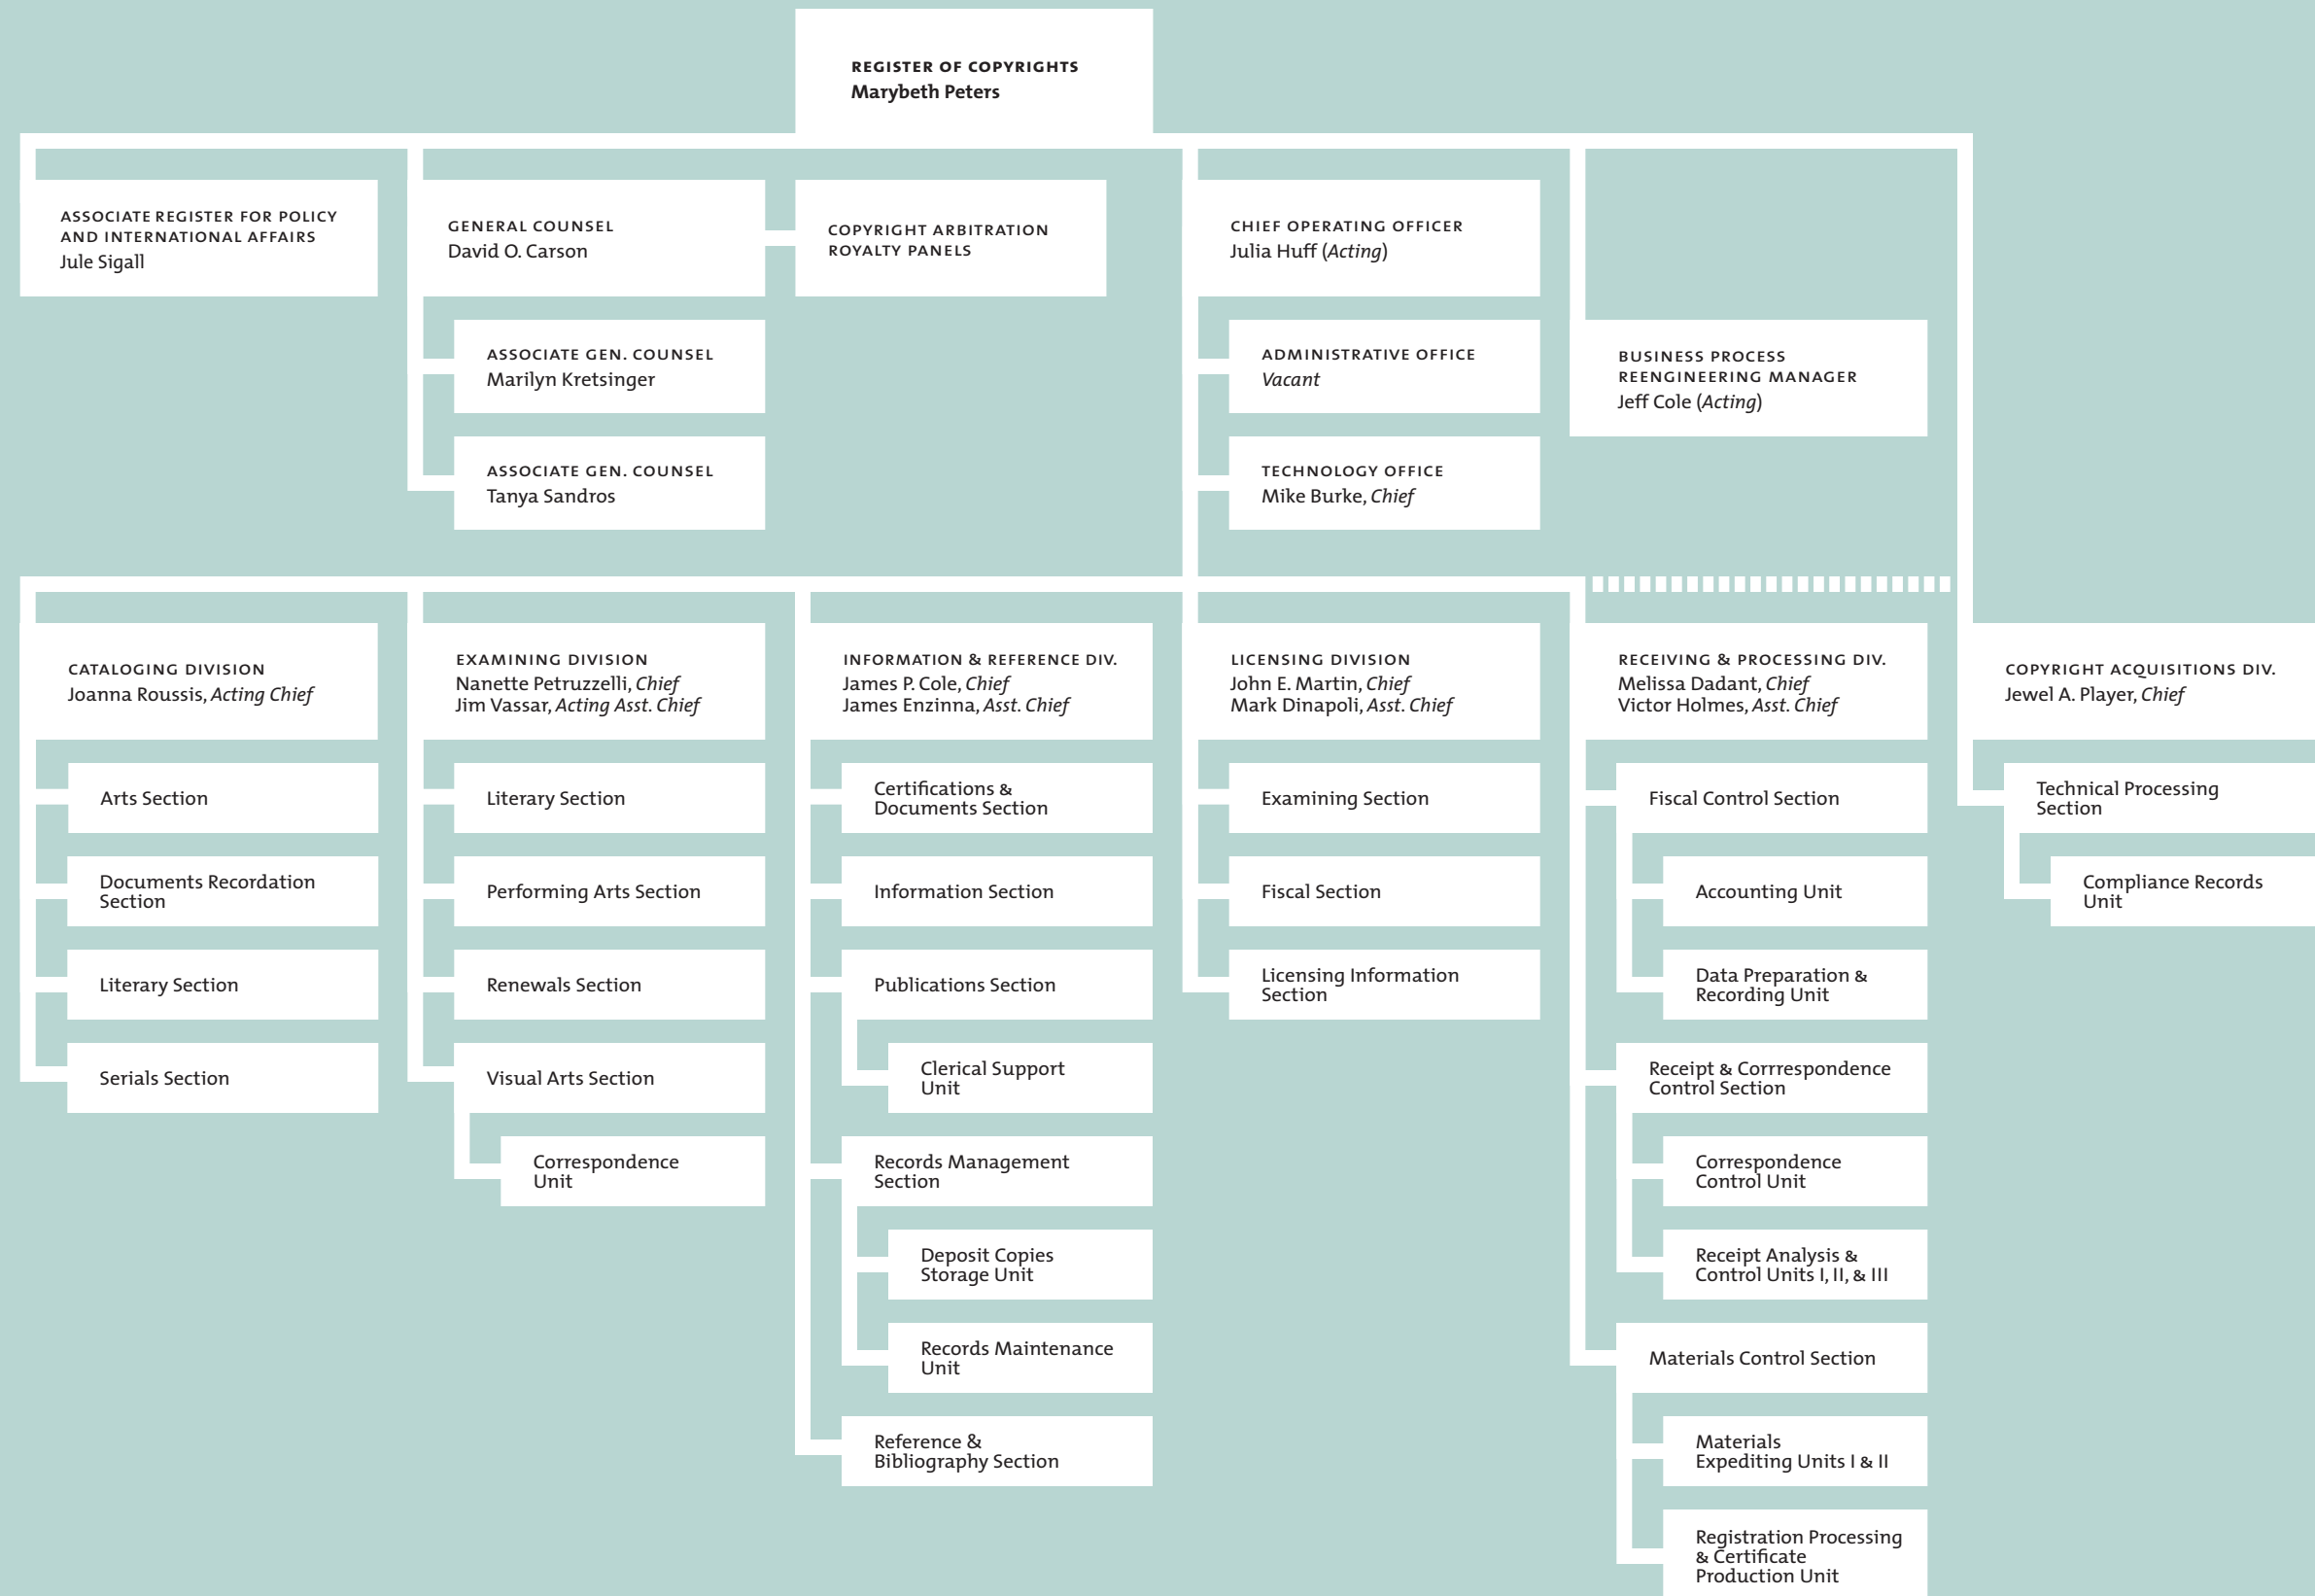 REGISTER OF COPYRIGHTS
Marybeth Peters
ASSOCIATE REGISTER FOR POLICY
AND INTERNATIONAL AFFAIRS
Jule Sigall
GENERAL COUNSEL
David O. Carson
COPYRIGHT ARBITRATION
ROYALTY PANELS
CHIEF OPERATING OFFICER
Julia Huff (Acting)
ASSOCIATE GEN. COUNSEL
Marilyn Kretsinger
ADMINISTRATIVE OFFICE
Vacant
BUSINESS PROCESS
REENGINEERING MANAGER
Jeff Cole (Acting)
ASSOCIATE GEN. COUNSEL
Tanya Sandros
TECHNOLOGY OFFICE
Mike Burke, Chief
CATALOGING DIVISION
Joanna Roussis, Acting Chief
Arts Section
Documents Recordation
Section
Literary Section
Serials Section
EXAMINING DIVISION
Nanette Petruzzelli, Chief
Jim Vassar, Acting Asst. Chief
Literary Section
Performing Arts Section
Renewals Section
Visual Arts Section
Correspondence
Unit
INFORMATION & REFERENCE DIV.
James P. Cole, Chief
James Enzinna, Asst. Chief
Certifications &
Documents Section
Information Section
Publications Section
Clerical Support
Unit
Records Management
Section
Deposit Copies
Storage Unit
Records Maintenance
Unit
Reference &
Bibliography Section
LICENSING DIVISION
John E. Martin, Chief
Mark Dinapoli, Asst. Chief
Examining Section
Fiscal Section
Licensing Information
Section
RECEIVING & PROCESSING DIV.
Melissa Dadant, Chief
Victor Holmes, Asst. Chief
Fiscal Control Section
Accounting Unit
Data Preparation &
Recording Unit
Receipt & Corrrespondence
Control Section
Correspondence
Control Unit
Receipt Analysis &
Control Units I, II, & III
Materials Control Section
Materials
Expediting Units I & II
Registration Processing
& Certificate
Production Unit
COPYRIGHT ACQUISITIONS DIV.
Jewel A. Player, Chief
Technical Processing
Section
Compliance Records
Unit